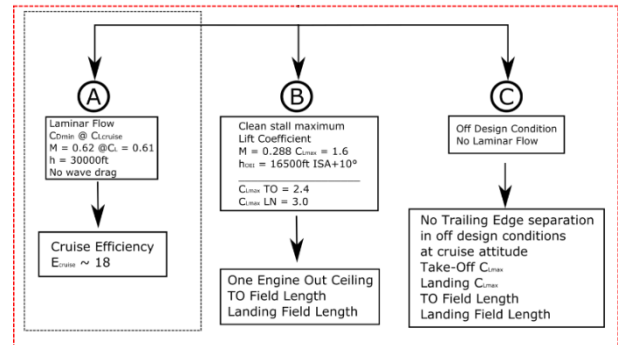 A
Laminar Flow
CDmin @ CLcruise
M = 0.62 @CL = 0.61
h = 30000ft
No wave drag
Cruise Efficiency
Ecruise ~ 18
B
Clean stall maximum
Lift Coefficient
M = 0.288 CLmax = 1.6
hOEI = 16500ft ISA+10°
CLmax TO = 2.4
CLmax LN = 3.0
One Engine Out Ceiling
TO Field Length
Landing Field Length
C
Off Design Condition
No Laminar Flow
No Trailing Edge separation
in off design conditions
at cruise attitude
Take-Off CLmax
Landing CLmax
TO Field Length
Landing Field Length